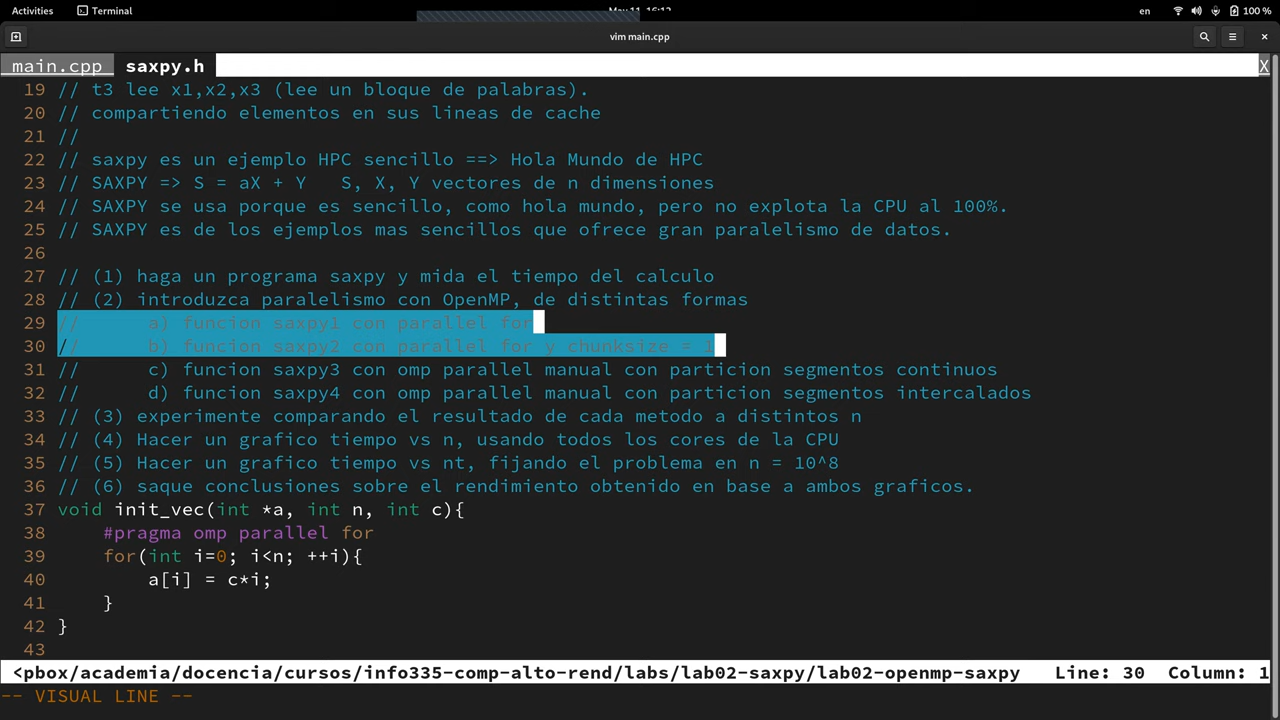 Activities Terminal May 11, 16:12 en 100 %
vim main.cpp
main.cpp saxpy.h X
19 // t3 lee x1,x2,x3 (lee un bloque de palabras).
20 // compartiendo elementos en sus lineas de cache
21 //
22 // saxpy es un ejemplo HPC sencillo ==> Hola Mundo de HPC
23 // SAXPY => S = aX + Y   S, X, Y vectores de n dimensiones
24 // SAXPY se usa porque es sencillo, como hola mundo, pero no explota la CPU al 100%.
25 // SAXPY es de los ejemplos mas sencillos que ofrece gran paralelismo de datos.
26
27 // (1) haga un programa saxpy y mida el tiempo del calculo
28 // (2) introduzca paralelismo con OpenMP, de distintas formas
29 //      a) funcion saxpy1 con parallel for
30 //      b) funcion saxpy2 con parallel for y chunksize = 1
31 //      c) funcion saxpy3 con omp parallel manual con particion segmentos continuos
32 //      d) funcion saxpy4 con omp parallel manual con particion segmentos intercalados
33 // (3) experimente comparando el resultado de cada metodo a distintos n
34 // (4) Hacer un grafico tiempo vs n, usando todos los cores de la CPU
35 // (5) Hacer un grafico tiempo vs nt, fijando el problema en n = 10^8
36 // (6) saque conclusiones sobre el rendimiento obtenido en base a ambos graficos.
37 void init_vec(int *a, int n, int c){
38     #pragma omp parallel for
39     for(int i=0; i<n; ++i){
40         a[i] = c*i;
41     }
42 }
43
<pbox/academia/docencia/cursos/info335-comp-alto-rend/labs/lab02-saxpy/lab02-openmp-saxpy   Line: 30  Column: 1
-- VISUAL LINE --